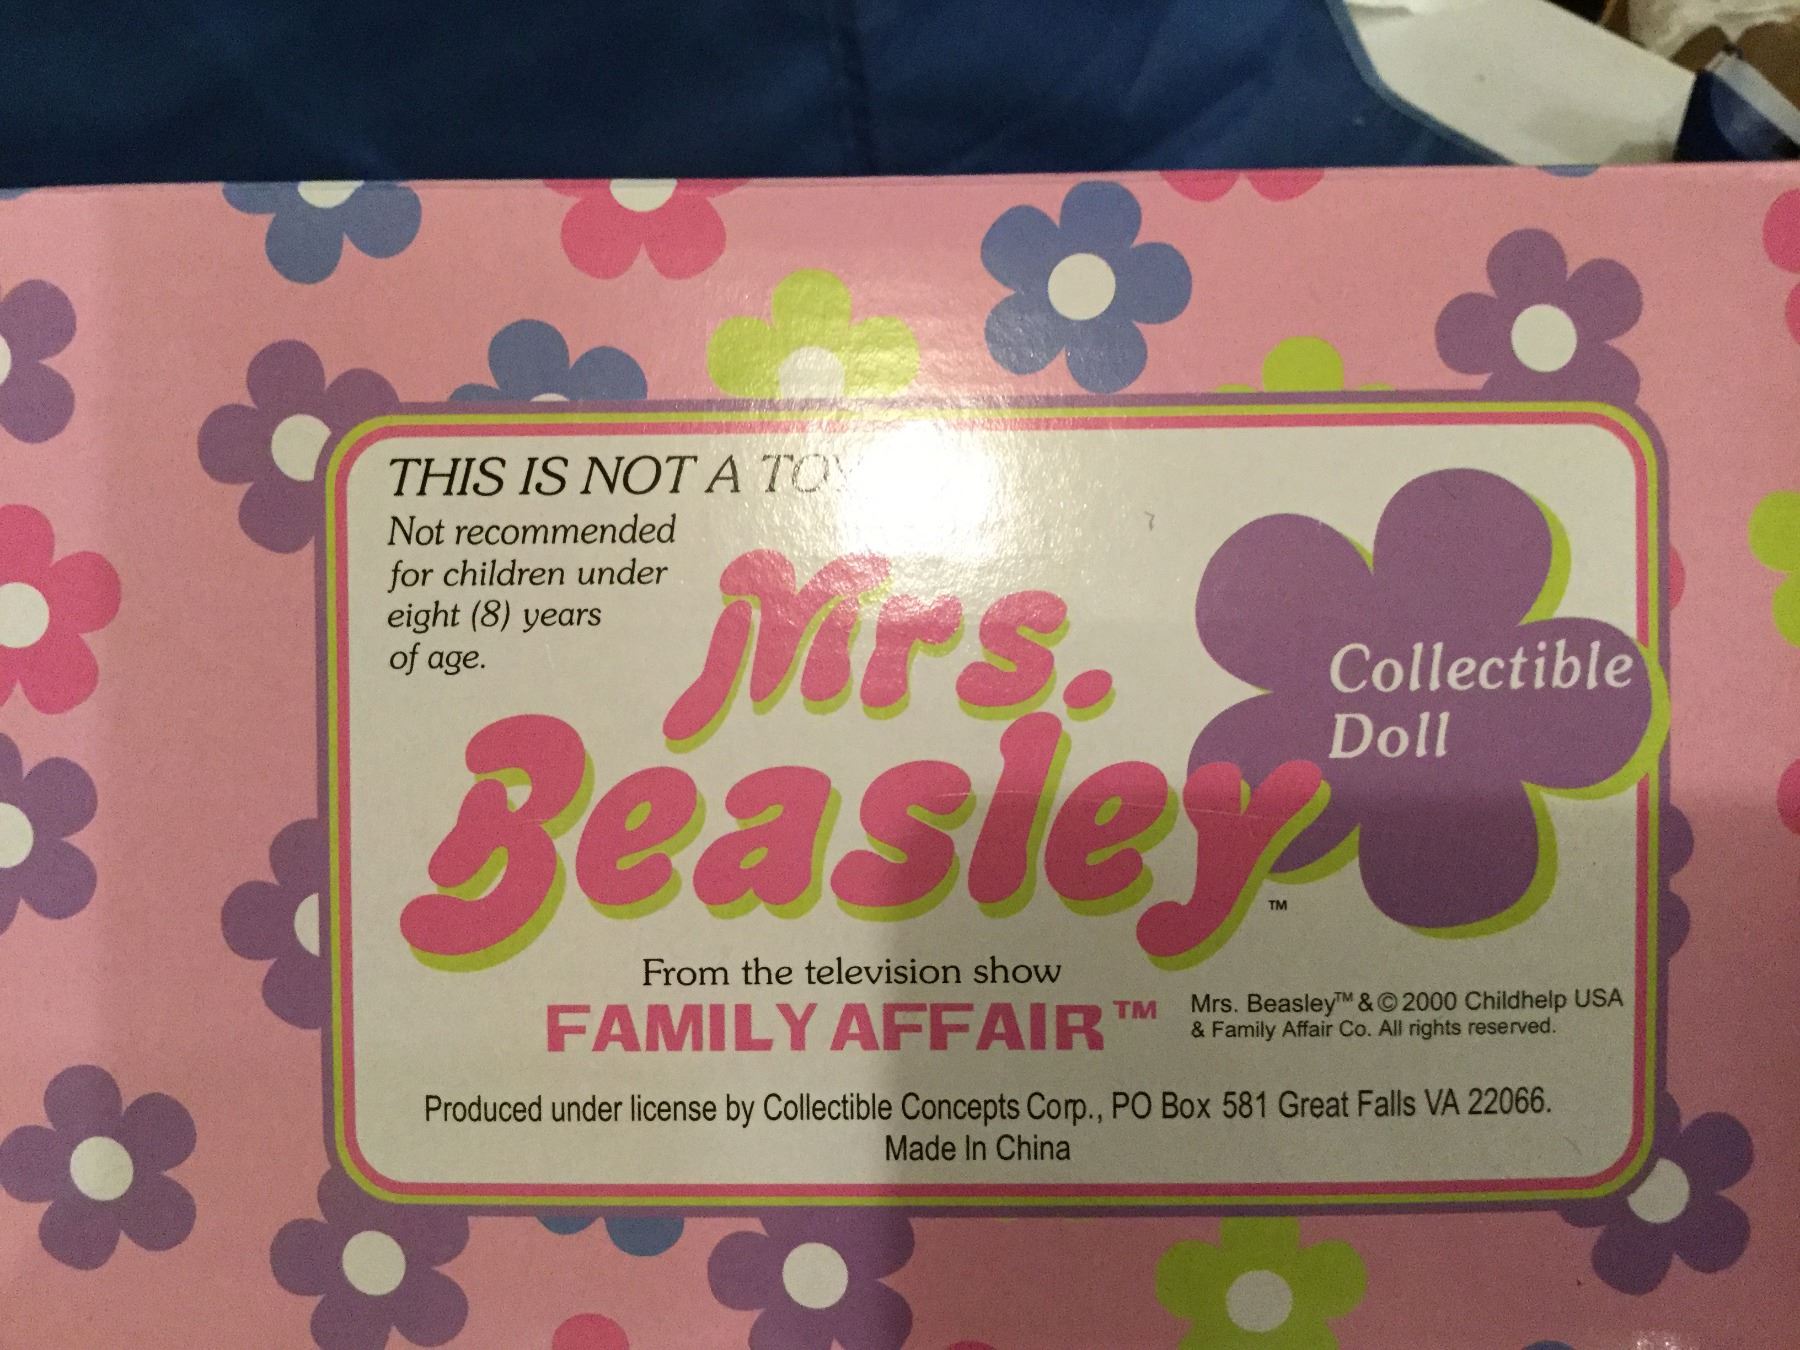 THIS IS NOT A TOY
Not recommended
for children under
eight (8) years
of age.
Mrs.
Beasley™
Collectible
Doll
From the television show
FAMILY AFFAIR™
Mrs. Beasley™ & © 2000 Childhelp USA
& Family Affair Co. All rights reserved.
Produced under license by Collectible Concepts Corp., PO Box 581 Great Falls VA 22066.
Made In China